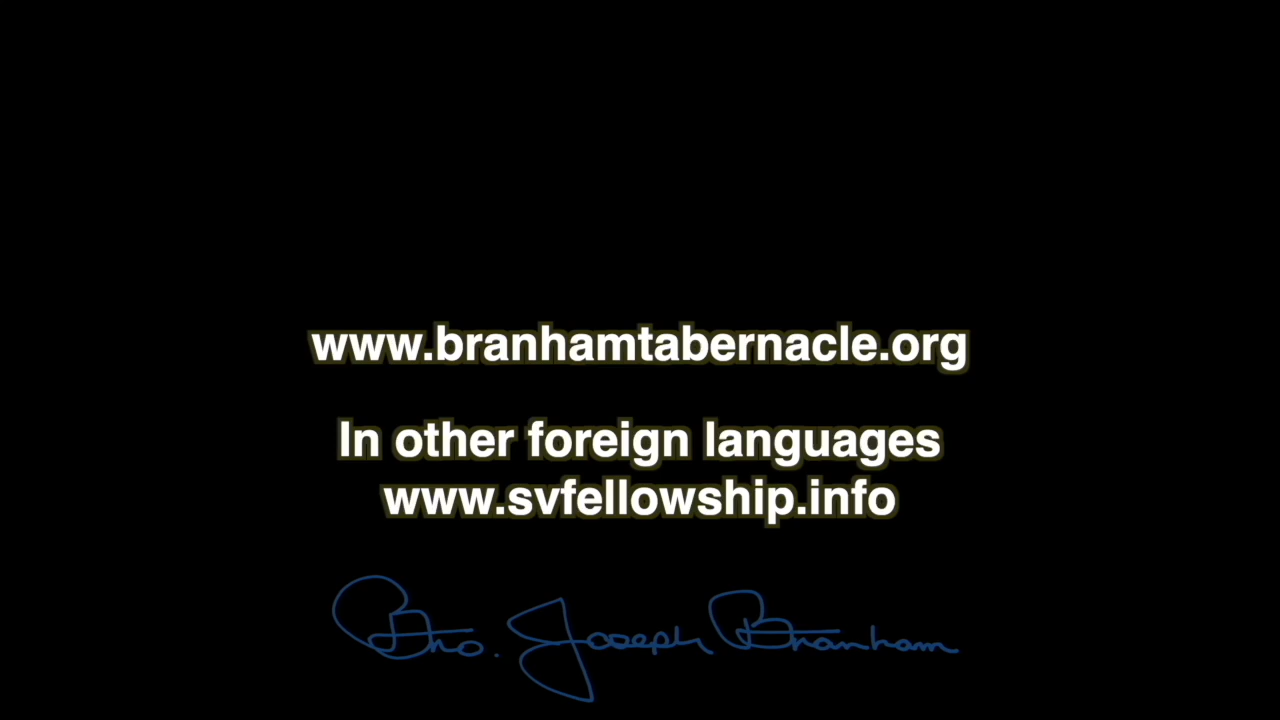 www.branhamtabernacle.org
In other foreign languages
www.svfellowship.info
Bro. Joseph Branham